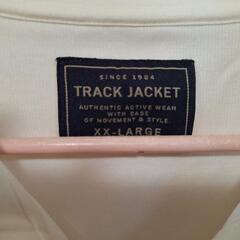 SINCE 1984
TRACK JACKET
AUTHENTIC ACTIVE WEAR
WITH EASE
OF MOVEMENT & STYLE.
XX-LARGE